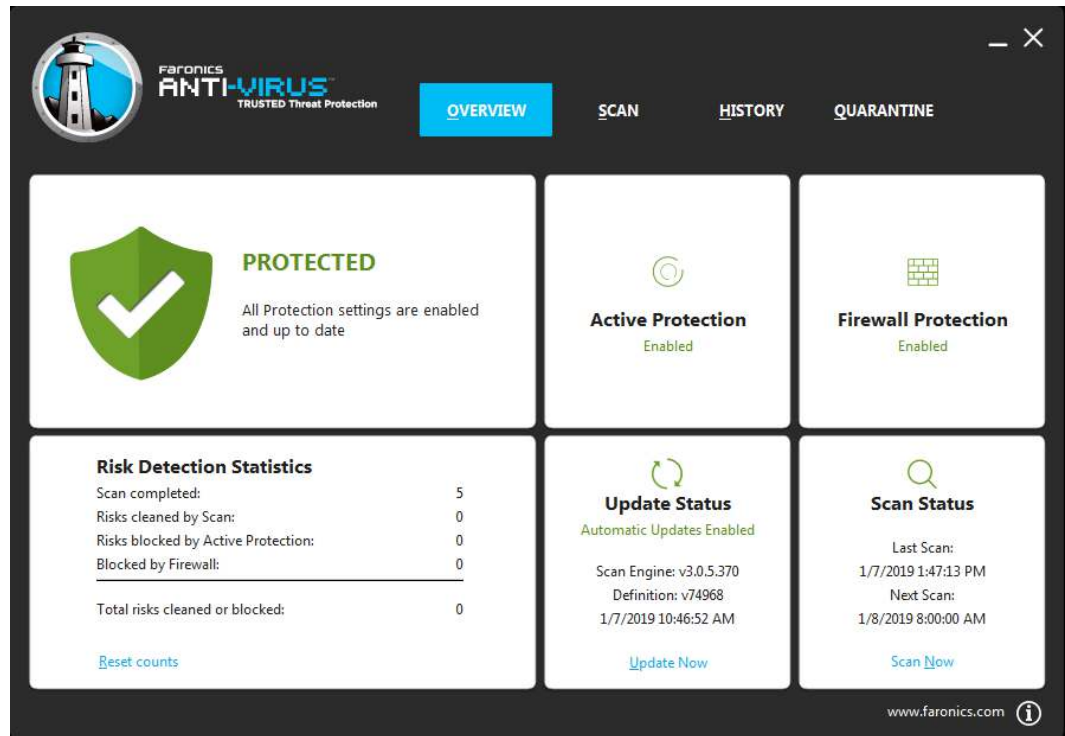 Faronics
ANTI-VIRUS™
TRUSTED Threat Protection
OVERVIEW
SCAN
HISTORY
QUARANTINE
PROTECTED
All Protection settings are enabled
and up to date
Active Protection
Enabled
Firewall Protection
Enabled
Risk Detection Statistics
Scan completed: 5
Risks cleaned by Scan: 0
Risks blocked by Active Protection: 0
Blocked by Firewall: 0
Total risks cleaned or blocked: 0
Reset counts
Update Status
Automatic Updates Enabled
Scan Engine: v3.0.5.370
Definition: v74968
1/7/2019 10:46:52 AM
Update Now
Scan Status
Last Scan:
1/7/2019 1:47:13 PM
Next Scan:
1/8/2019 8:00:00 AM
Scan Now
www.faronics.com